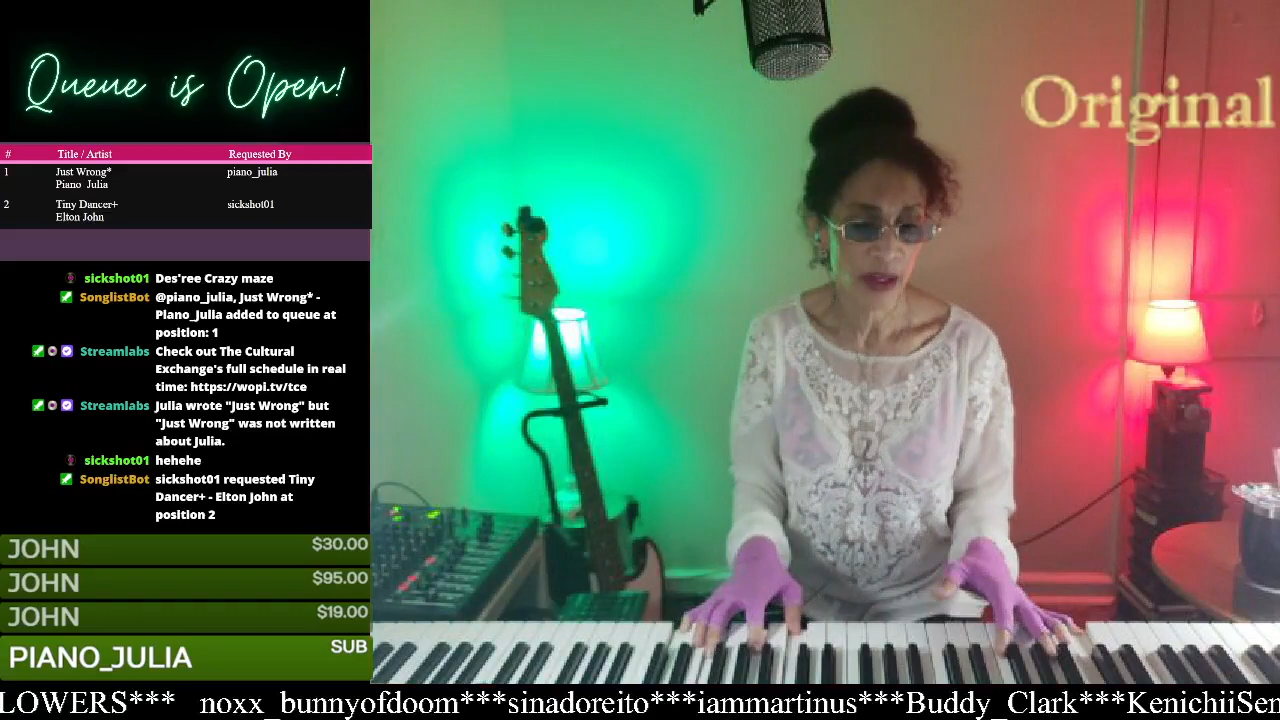 Queue is Open!
# Title / Artist Requested By
1 Just Wrong* piano_julia
Piano Julia
2 Tiny Dancer+ sickshot01
Elton John
sickshot01 Des'ree Crazy maze
SonglistBot @piano_julia, Just Wrong* -
Piano_Julia added to queue at
position: 1
Streamlabs Check out The Cultural
Exchange's full schedule in real
time: https://wopi.tv/tce
Streamlabs Julia wrote "Just Wrong" but
"Just Wrong" was not written
about Julia.
sickshot01 hehehe
SonglistBot sickshot01 requested Tiny
Dancer+ - Elton John at
position 2
JOHN $30.00
JOHN $95.00
JOHN $19.00
PIANO_JULIA SUB
Original
LOWERS*** noxx_bunnyofdoom***sinadoreito***iammartinus***Buddy_Clark***KenichiiSen